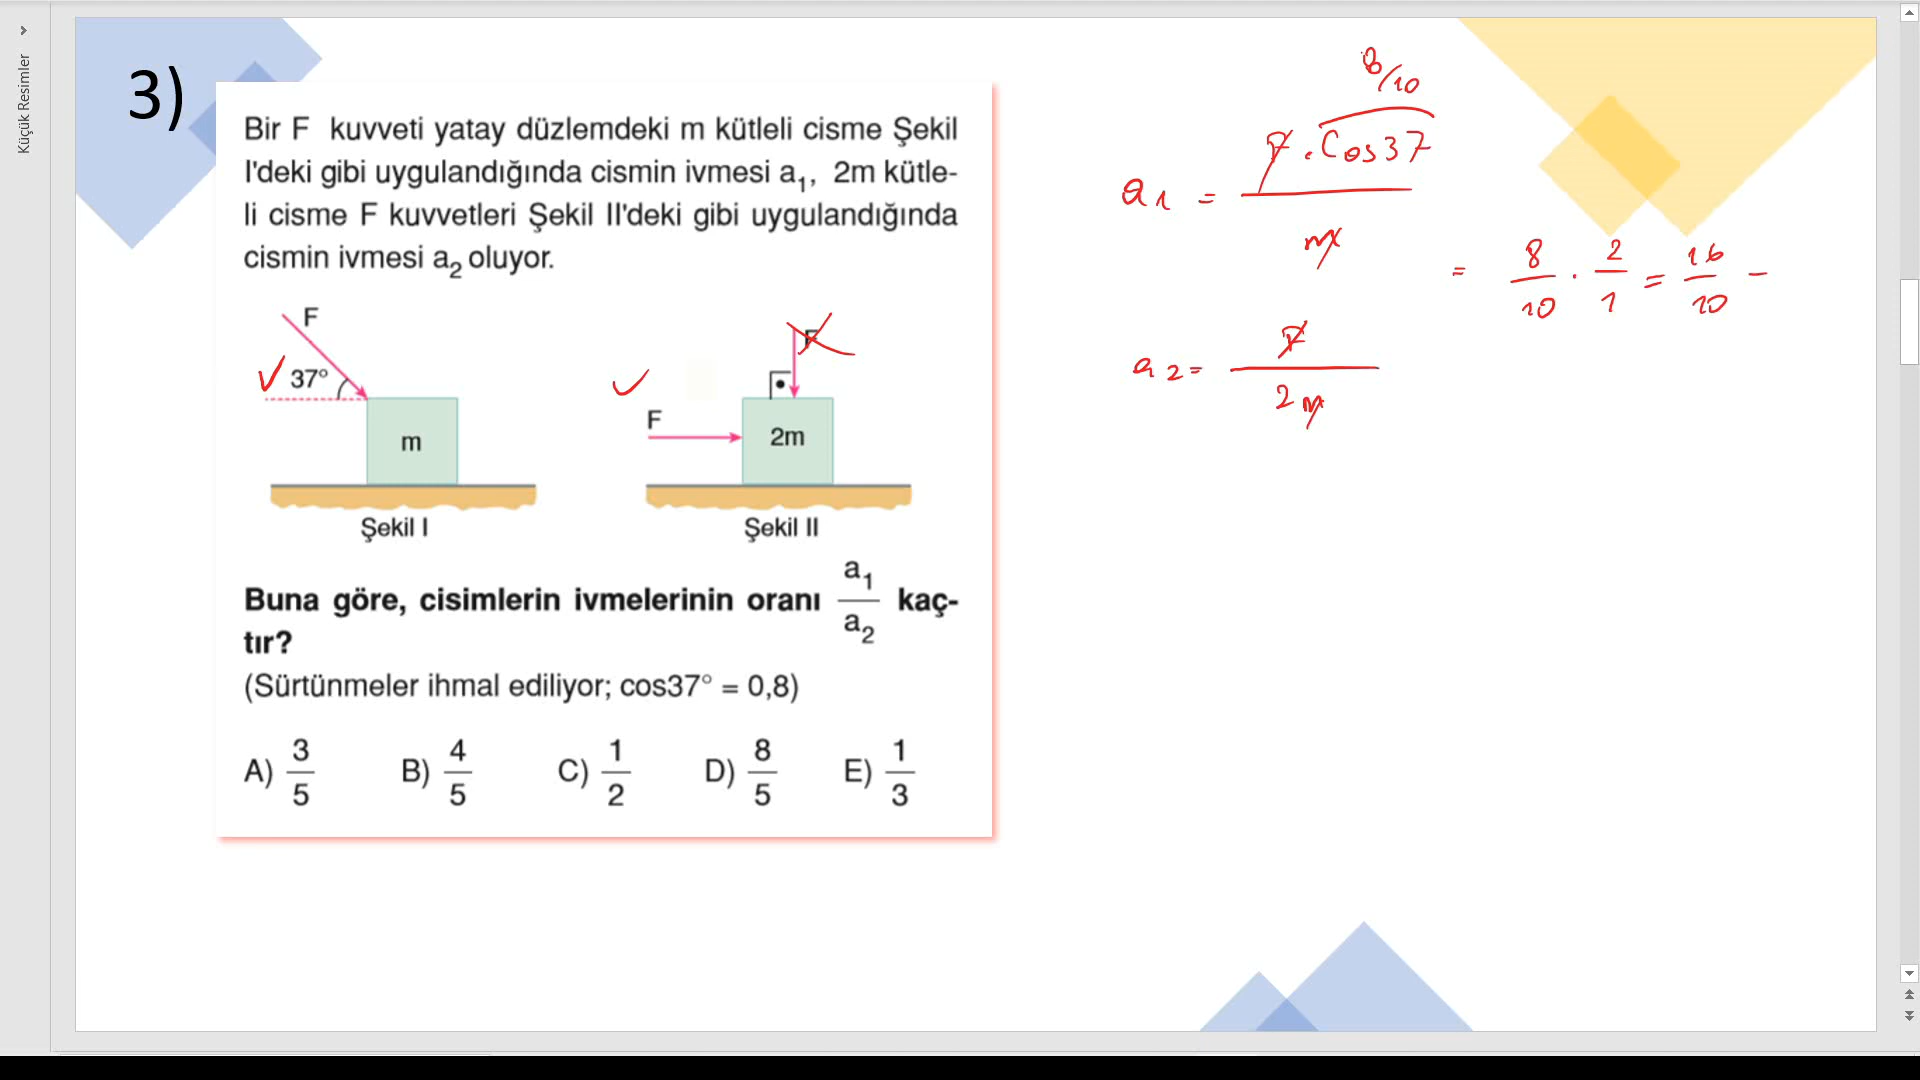 Küçük Resimler
3)
Bir F kuvveti yatay düzlemdeki m kütleli cisme Şekil
I'deki gibi uygulandığında cismin ivmesi a₁, 2m kütle-
li cisme F kuvvetleri Şekil II'deki gibi uygulandığında
cismin ivmesi a₂ oluyor.
F
37°
m
Şekil I
F
F
2m
Şekil II
Buna göre, cisimlerin ivmelerinin oranı a₁/a₂ kaç-
tır?
(Sürtünmeler ihmal ediliyor; cos37° = 0,8)
A) 3/5 B) 4/5 C) 1/2 D) 8/5 E) 1/3
8/10
a₁ = F . Cos37 / m
= 8/10 . 2/1 = 16/10 =
a₂ = F / 2m